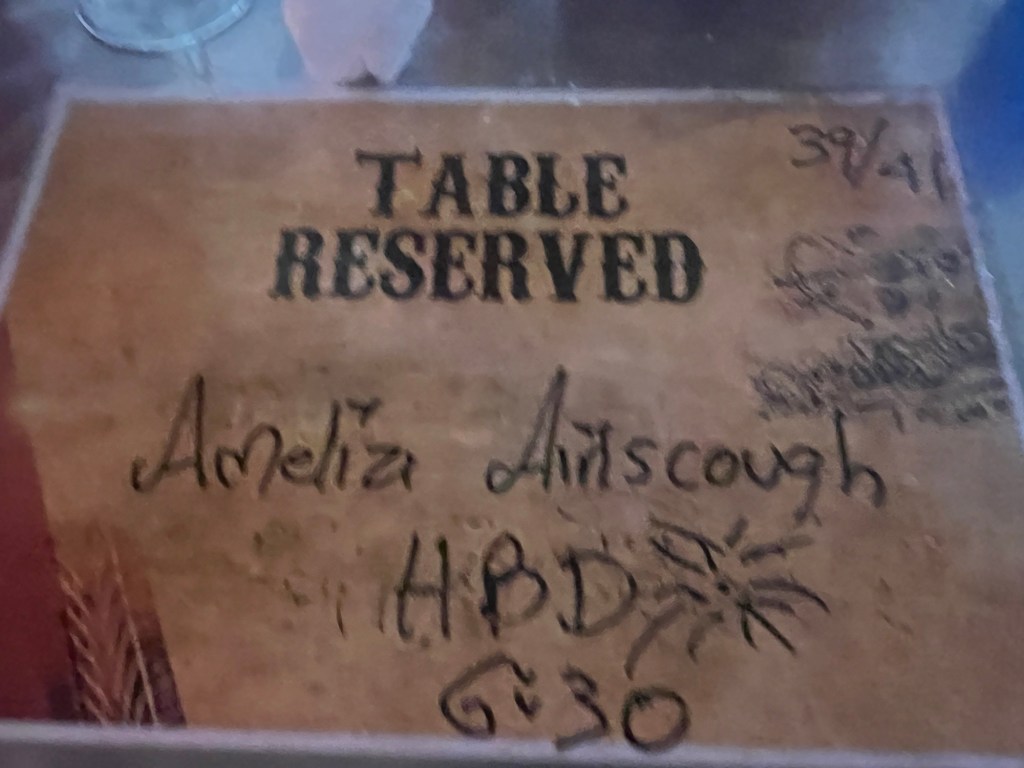 39/41
TABLE
RESERVED
Amelia Ainscough
HBD
6:30